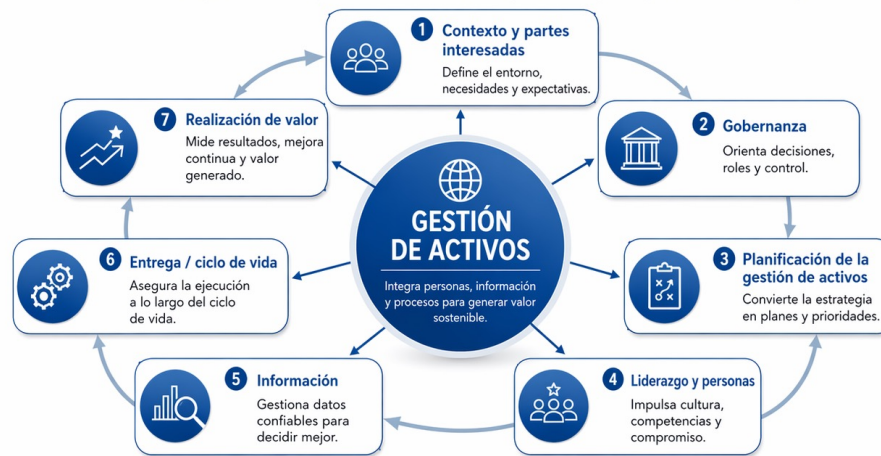 1 Contexto y partes
interesadas
Define el entorno,
necesidades y expectativas.
7 Realización de valor
Mide resultados, mejora
continua y valor
generado.
2 Gobernanza
Orienta decisiones,
roles y control.
GESTIÓN
DE ACTIVOS
Integra personas, información
y procesos para generar valor
sostenible.
6 Entrega / ciclo de vida
Asegura la ejecución
a lo largo del ciclo
de vida.
3 Planificación de la
gestión de activos
Convierte la estrategia
en planes y prioridades.
5 Información
Gestiona datos
confiables para
decidir mejor.
4 Liderazgo y personas
Impulsa cultura,
competencias y
compromiso.